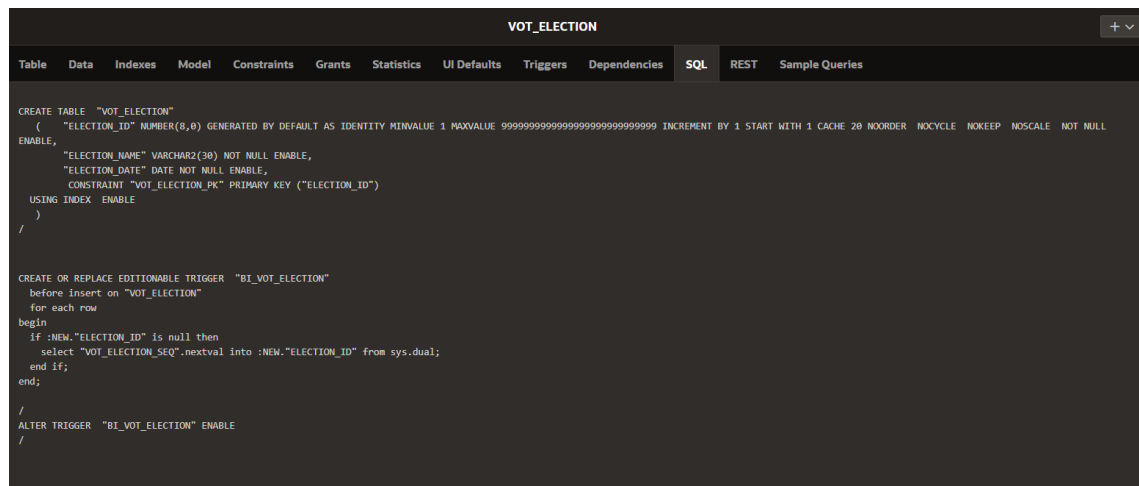 VOT_ELECTION
Table Data Indexes Model Constraints Grants Statistics UI Defaults Triggers Dependencies SQL REST Sample Queries
CREATE TABLE "VOT_ELECTION"
( "ELECTION_ID" NUMBER(8,0) GENERATED BY DEFAULT AS IDENTITY MINVALUE 1 MAXVALUE 9999999999999999999999999999 INCREMENT BY 1 START WITH 1 CACHE 20 NOORDER NOCYCLE NOKEEP NOSCALE NOT NULL
ENABLE,
"ELECTION_NAME" VARCHAR2(30) NOT NULL ENABLE,
"ELECTION_DATE" DATE NOT NULL ENABLE,
CONSTRAINT "VOT_ELECTION_PK" PRIMARY KEY ("ELECTION_ID")
USING INDEX ENABLE
)
/
CREATE OR REPLACE EDITIONABLE TRIGGER "BI_VOT_ELECTION"
before insert on "VOT_ELECTION"
for each row
begin
if :NEW."ELECTION_ID" is null then
select "VOT_ELECTION_SEQ".nextval into :NEW."ELECTION_ID" from sys.dual;
end if;
end;
/
ALTER TRIGGER "BI_VOT_ELECTION" ENABLE
/